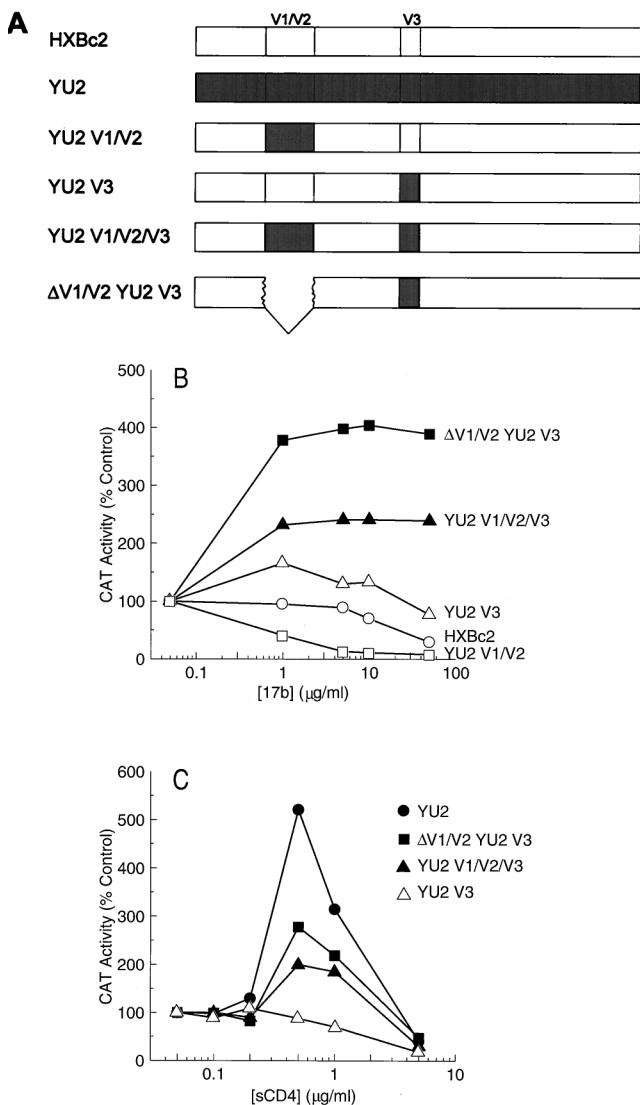 A
V1/V2 V3
HXBc2
YU2
YU2 V1/V2
YU2 V3
YU2 V1/V2/V3
ΔV1/V2 YU2 V3
B
CAT Activity (% Control)
500
400
300
200
100
0
0.1 1 10 100
[17b] (μg/ml)
ΔV1/V2 YU2 V3
YU2 V1/V2/V3
YU2 V3
HXBc2
YU2 V1/V2
C
CAT Activity (% Control)
600
500
400
300
200
100
0
0.1 1 10
[sCD4] (μg/ml)
YU2
ΔV1/V2 YU2 V3
YU2 V1/V2/V3
YU2 V3